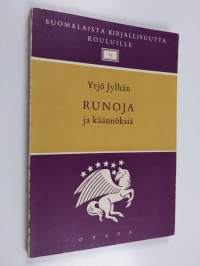 SUOMALAISTA KIRJALLISUUTTA
KOULUILLE
Yrjö Jylhän
RUNOJA
ja käännöksiä
OTAVA